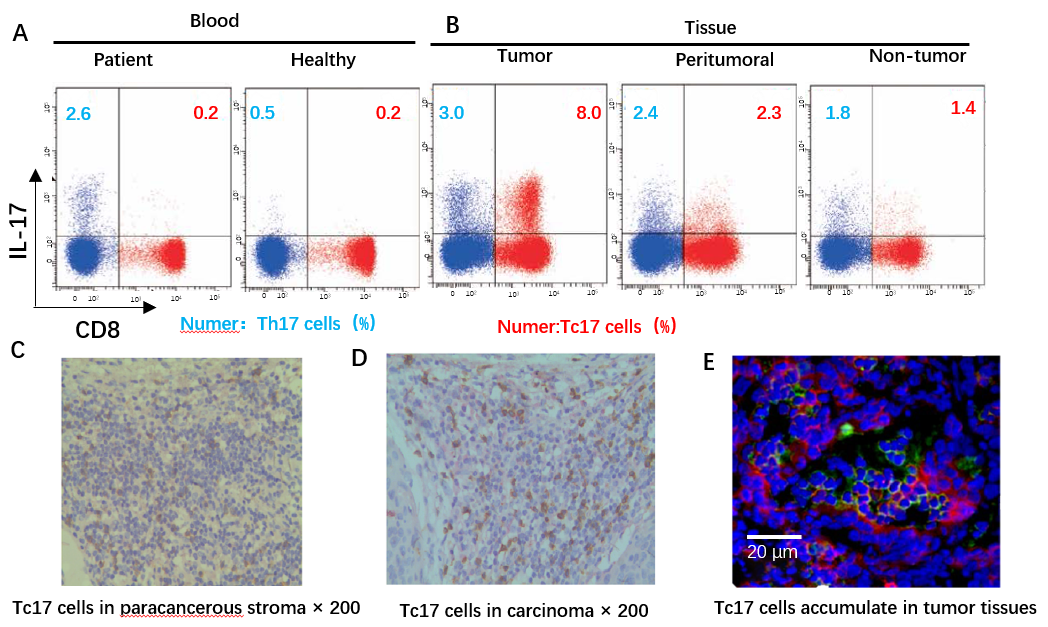 A
Blood
B
Tissue
Patient
Healthy
Tumor
Peritumoral
Non-tumor
2.6
0.2
0.5
0.2
3.0
8.0
2.4
2.3
1.8
1.4
IL-17
CD8
Numer： Th17 cells（%）
Numer:Tc17 cells（%）
C
D
E
20 μm
Tc17 cells in paracancerous stroma × 200
Tc17 cells in carcinoma × 200
Tc17 cells accumulate in tumor tissues